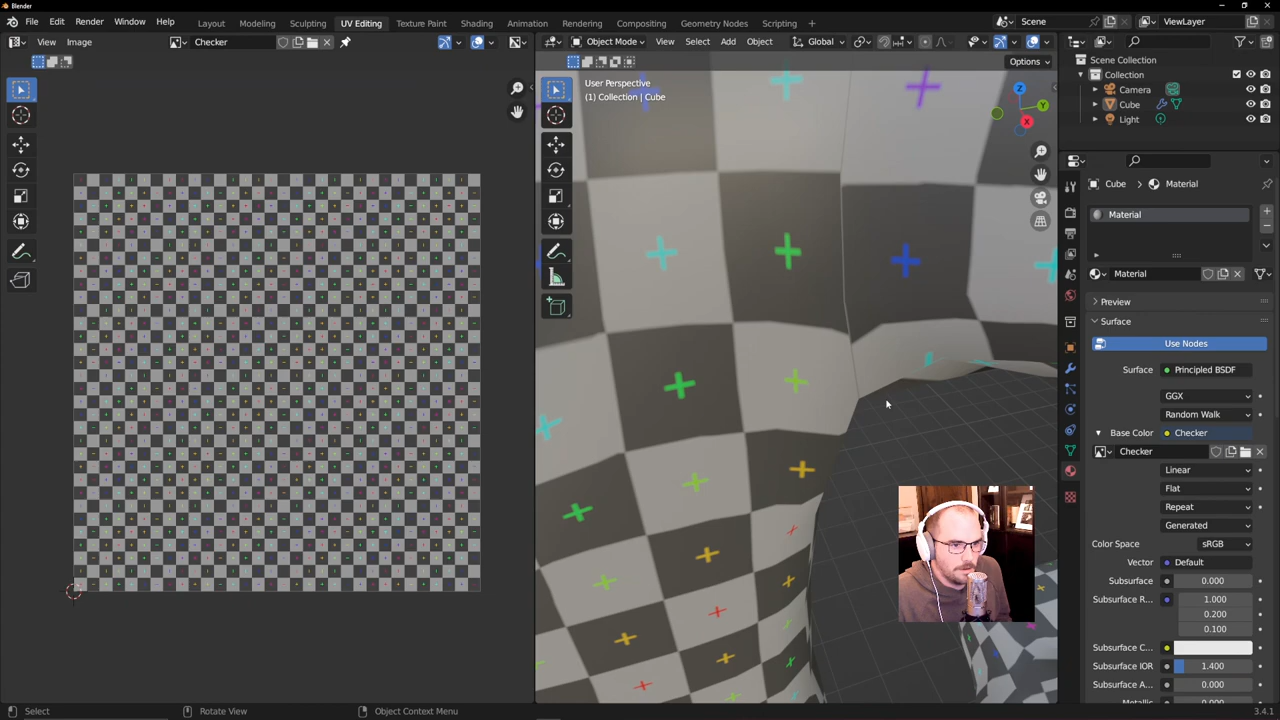 Blender
File Edit Render Window Help
Layout Modeling Sculpting UV Editing Texture Paint Shading Animation Rendering Compositing Geometry Nodes Scripting +
Scene
ViewLayer
View Image
Checker
Object Mode View Select Add Object
Global
Options
User Perspective
(1) Collection | Cube
Z
Y
X
Scene Collection
Collection
Camera
Cube
Light
Cube > Material
Material
Material
Preview
Surface
Use Nodes
Surface Principled BSDF
GGX
Random Walk
Base Color Checker
Checker
Linear
Flat
Repeat
Generated
Color Space sRGB
Vector Default
Subsurface 0.000
Subsurface R... 1.000
0.200
0.100
Subsurface C...
Subsurface IOR 1.400
Subsurface A... 0.000
Metallic 0.000
Select Rotate View Object Context Menu
3.4.1